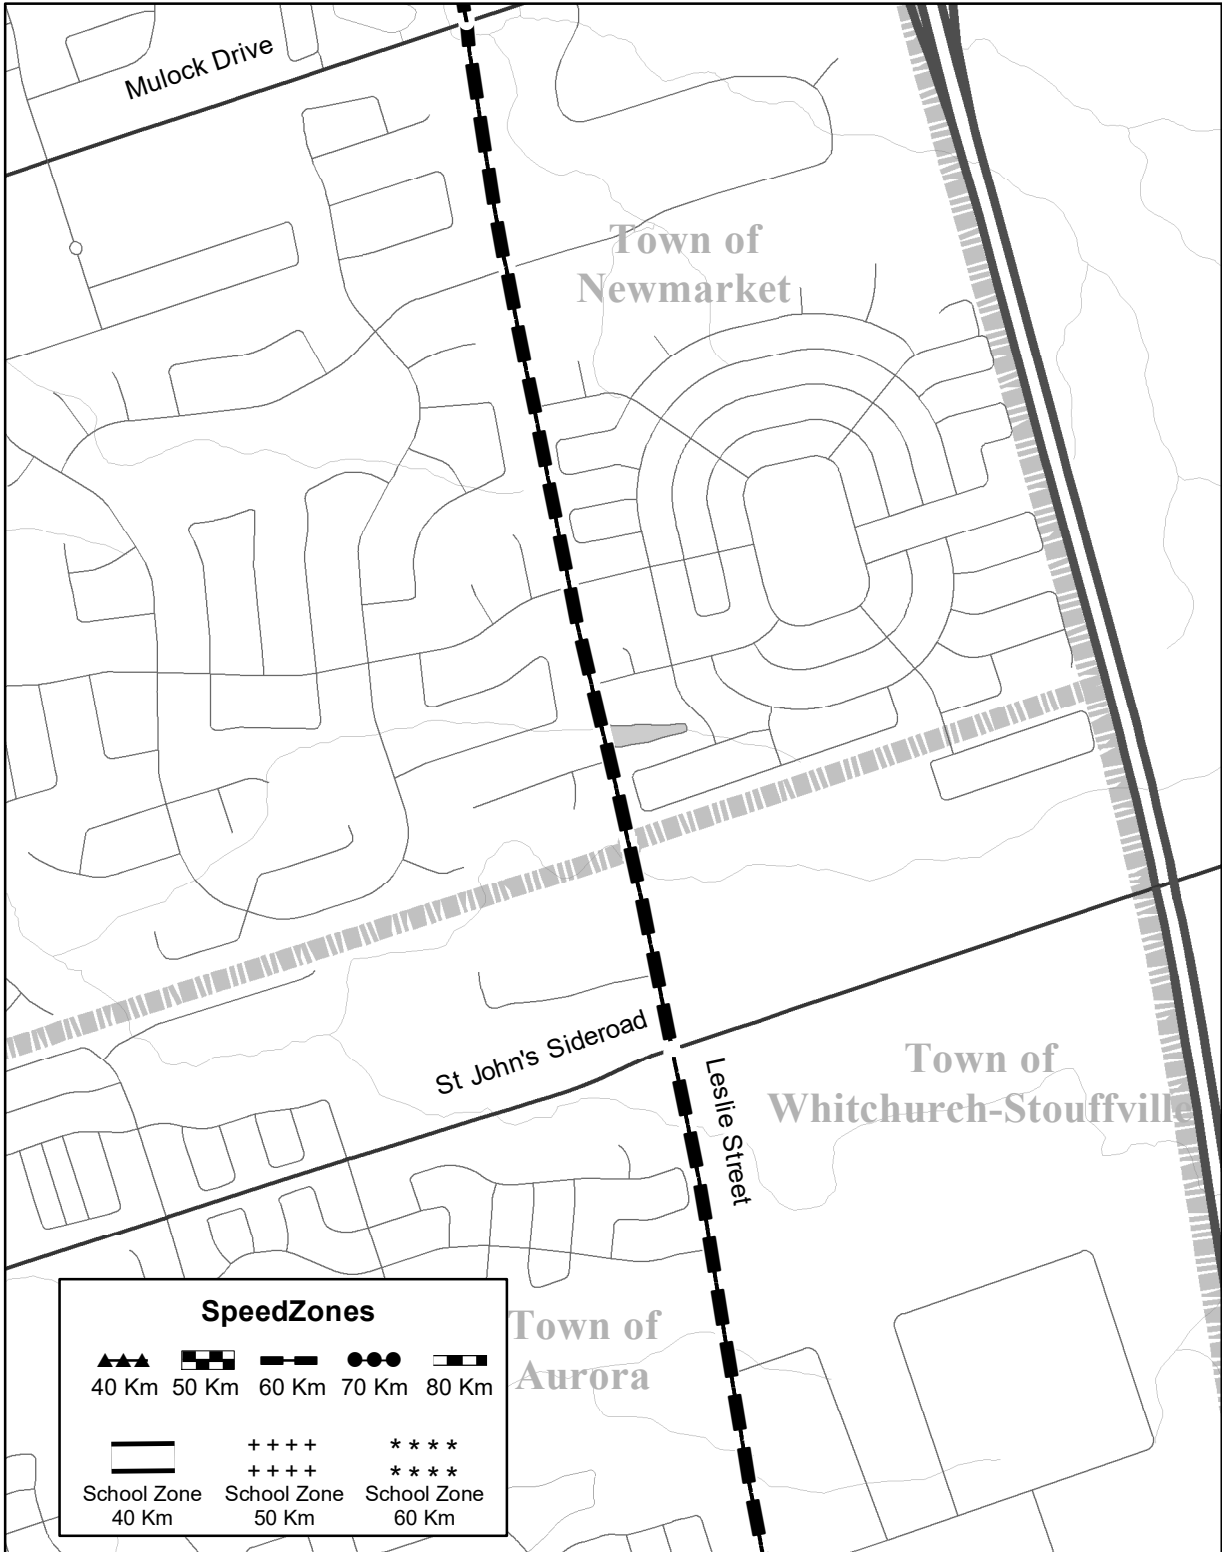 Mulock Drive
Town of
Newmarket
St John's Sideroad
Leslie Street
Town of
Whitchurch-Stouffville
Town of
Aurora
SpeedZones
40 Km 50 Km 60 Km 70 Km 80 Km
++++ ****
++++ ****
School Zone School Zone School Zone
40 Km 50 Km 60 Km